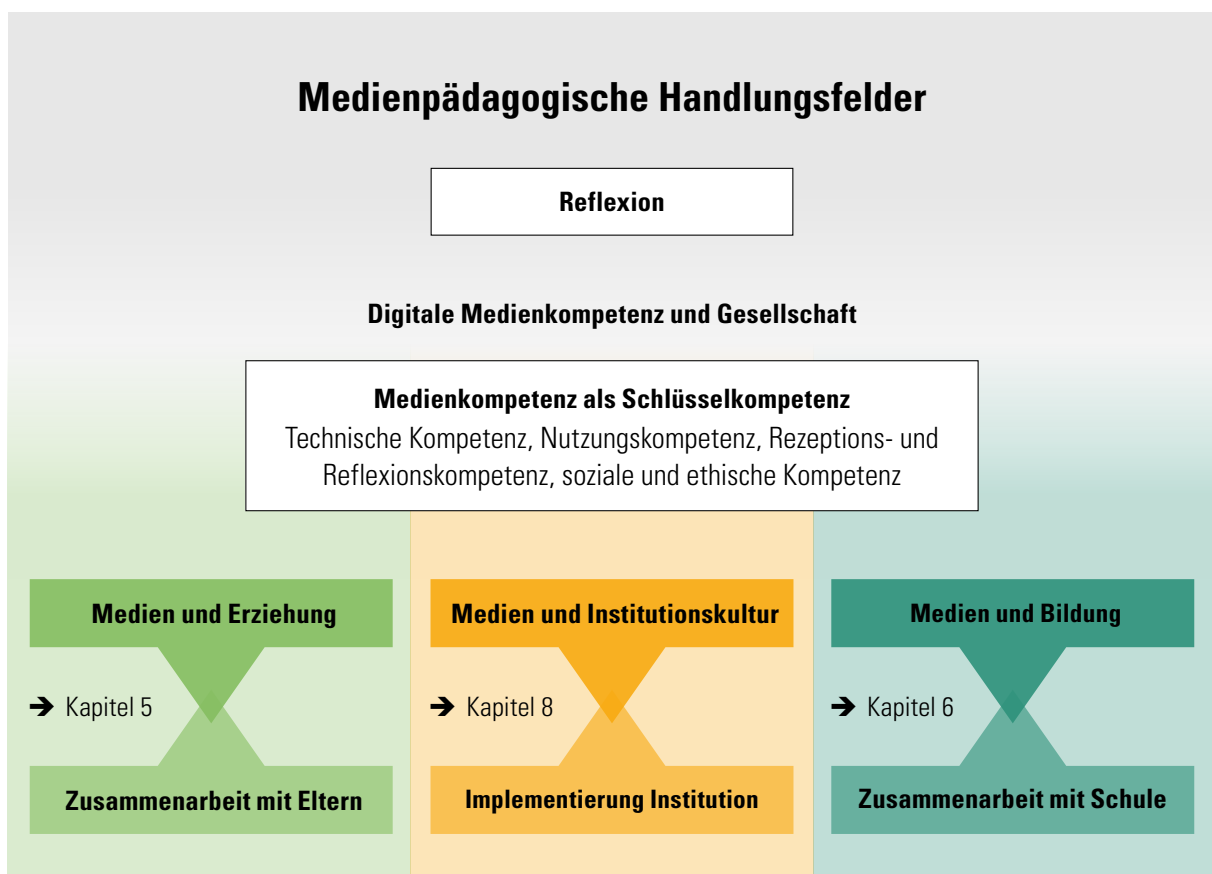 Medienpädagogische Handlungsfelder
Reflexion
Digitale Medienkompetenz und Gesellschaft
Medienkompetenz als Schlüsselkompetenz
Technische Kompetenz, Nutzungskompetenz, Rezeptions- und
Reflexionskompetenz, soziale und ethische Kompetenz
Medien und Erziehung
➔ Kapitel 5
Zusammenarbeit mit Eltern
Medien und Institutionskultur
➔ Kapitel 8
Implementierung Institution
Medien und Bildung
➔ Kapitel 6
Zusammenarbeit mit Schule